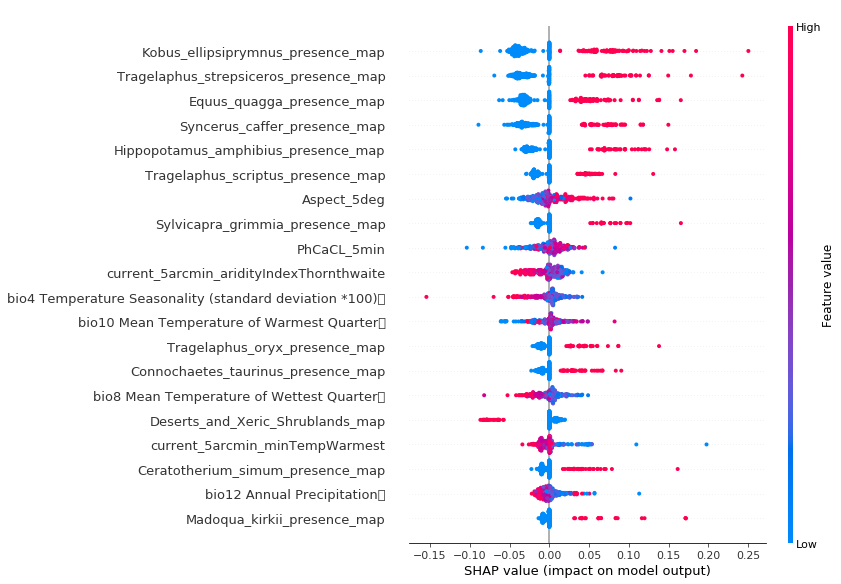 High
Kobus_ellipsiprymnus_presence_map
Tragelaphus_strepsiceros_presence_map
Equus_quagga_presence_map
Syncerus_caffer_presence_map
Hippopotamus_amphibius_presence_map
Tragelaphus_scriptus_presence_map
Aspect_5deg
Sylvicapra_grimmia_presence_map
PhCaCL_5min
current_5arcmin_aridityIndexThornthwaite
bio4 Temperature Seasonality (standard deviation *100)
bio10 Mean Temperature of Warmest Quarter
Tragelaphus_oryx_presence_map
Connochaetes_taurinus_presence_map
bio8 Mean Temperature of Wettest Quarter
Deserts_and_Xeric_Shrublands_map
current_5arcmin_minTempWarmest
Ceratotherium_simum_presence_map
bio12 Annual Precipitation
Madoqua_kirkii_presence_map
Feature value
Low
−0.15 −0.10 −0.05 0.00 0.05 0.10 0.15 0.20 0.25
SHAP value (impact on model output)